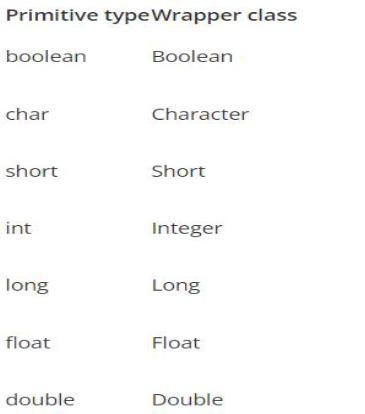 Primitive type Wrapper class
boolean Boolean
char Character
short Short
int Integer
long Long
float Float
double Double